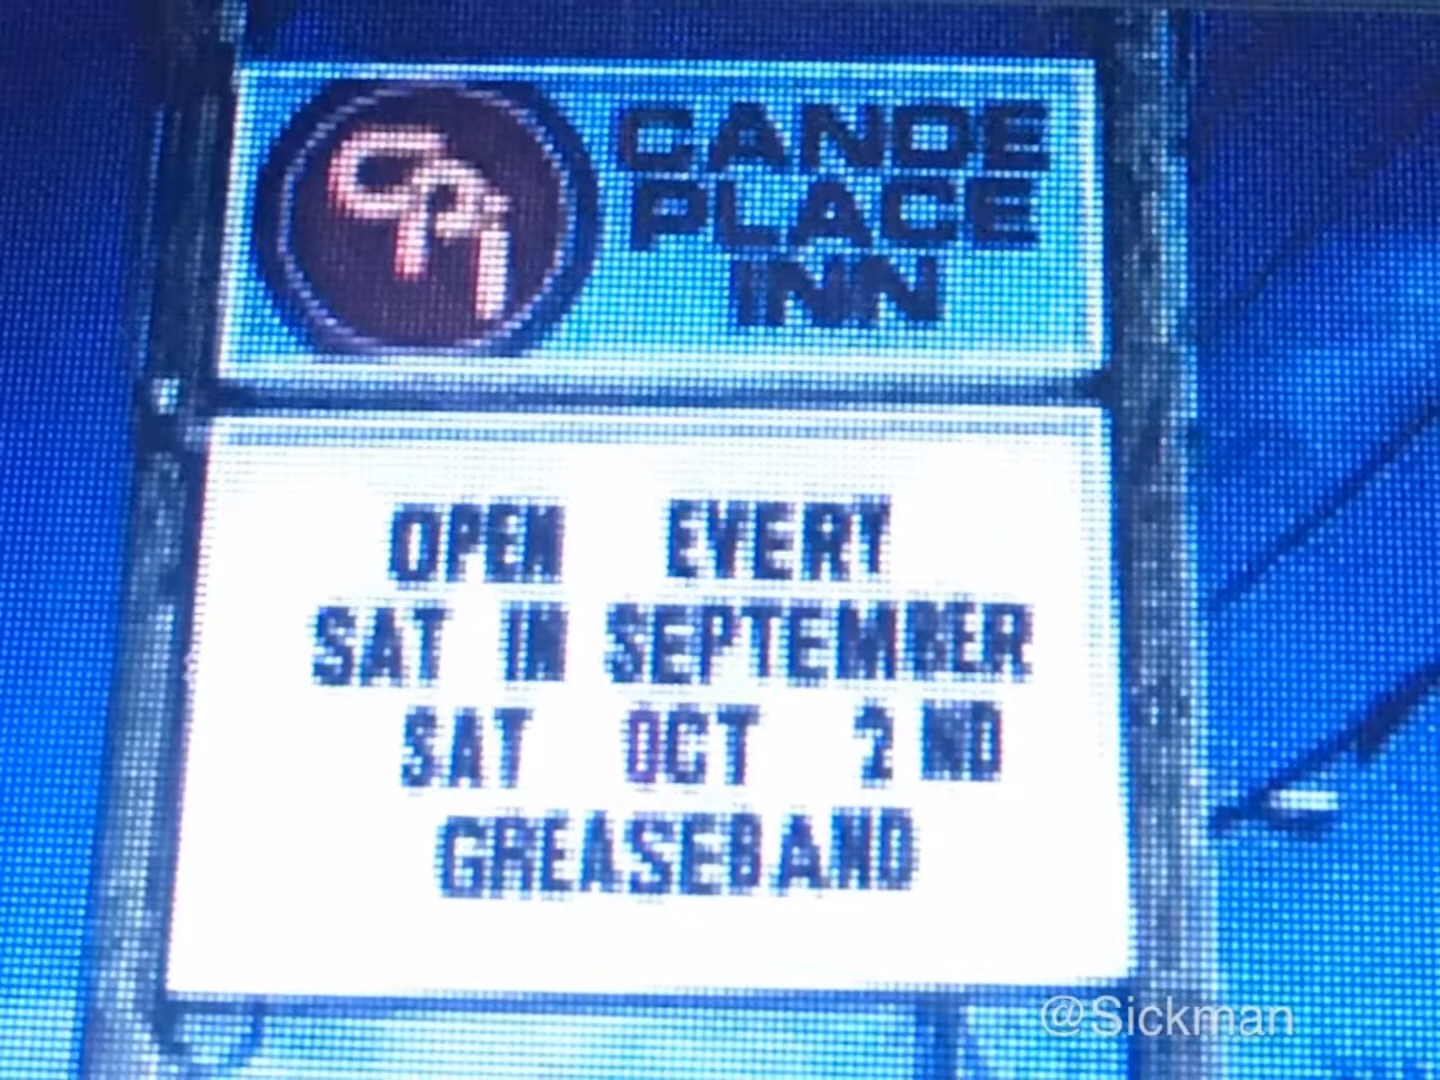 CPI
CANOE
PLACE
INN
OPEN EVERY
SAT IN SEPTEMBER
SAT OCT 2ND
GREASEBAND
@Sickman